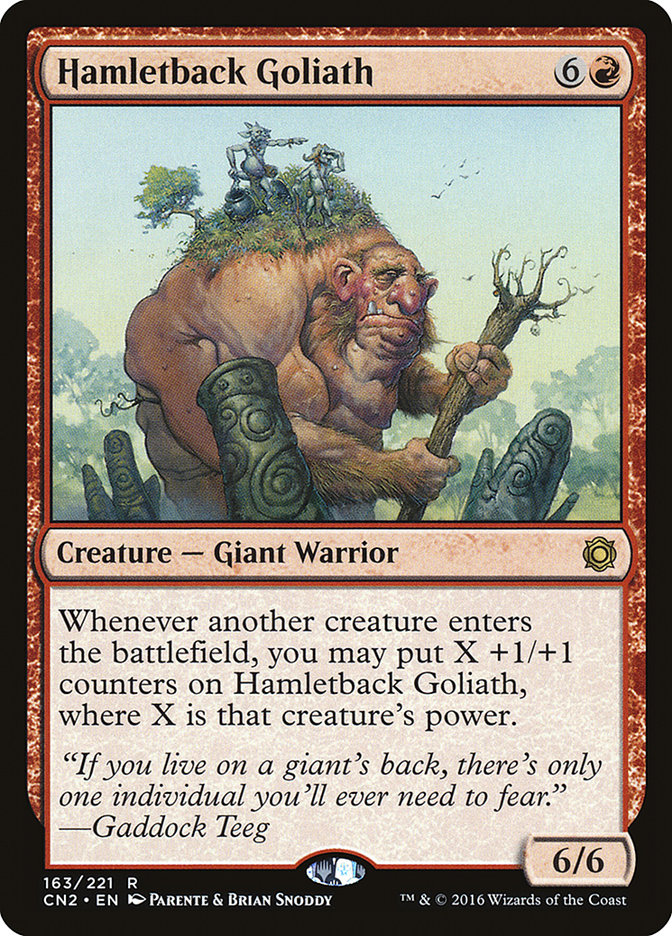 Hamletback Goliath 6
Creature — Giant Warrior
Whenever another creature enters
the battlefield, you may put X +1/+1
counters on Hamletback Goliath,
where X is that creature's power.
“If you live on a giant's back, there's only
one individual you'll ever need to fear.”
—Gaddock Teeg
6/6
163/221 R
CN2 • EN Parente & Brian Snoddy
™ & © 2016 Wizards of the Coast